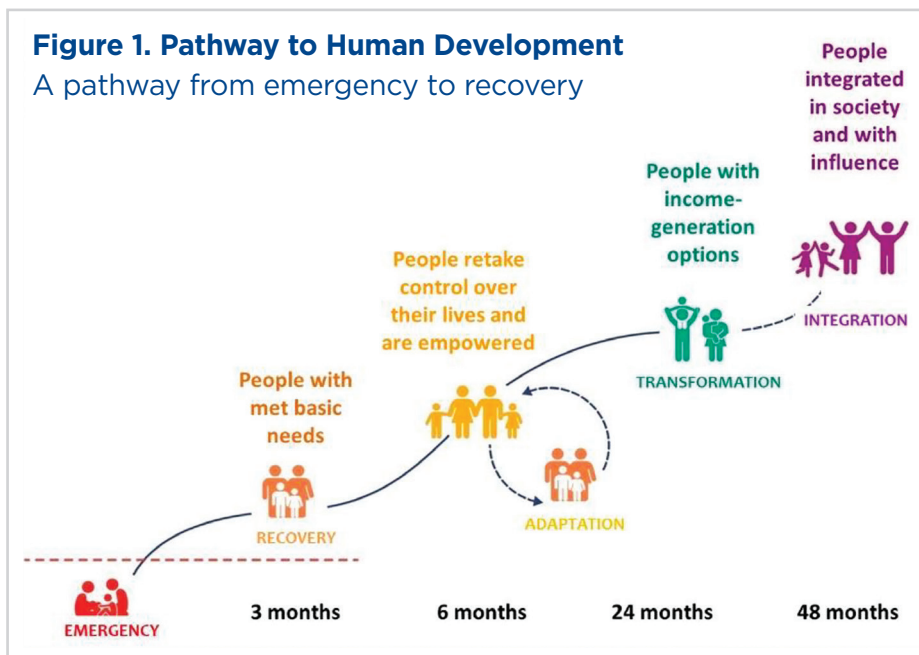 Figure 1. Pathway to Human Development
A pathway from emergency to recovery
People
integrated
in society
and with
influence
INTEGRATION
People with
income-
generation
options
TRANSFORMATION
People retake
control over
their lives and
are empowered
ADAPTATION
People with
met basic
needs
RECOVERY
EMERGENCY
3 months
6 months
24 months
48 months